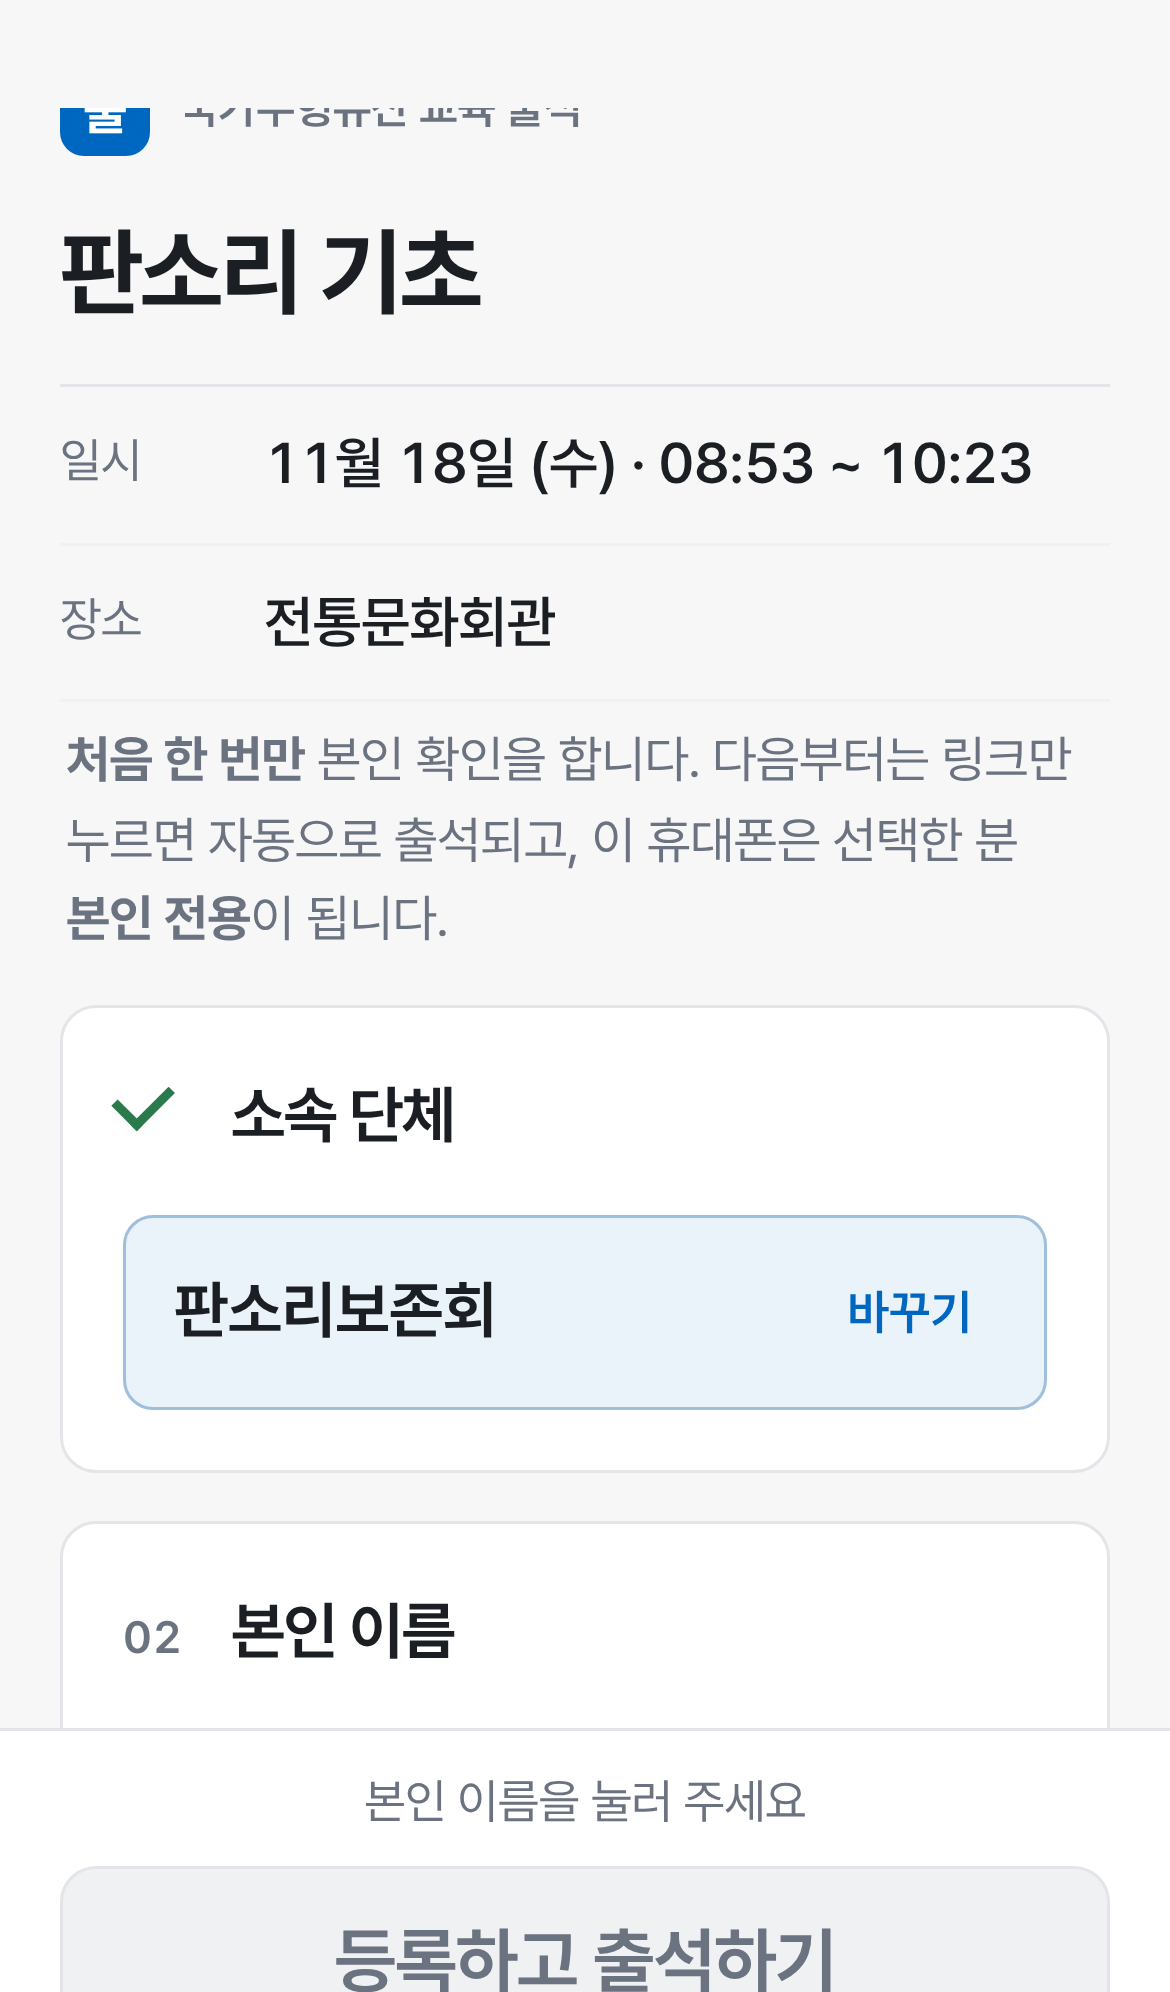 판소리 기초
일시 11월 18일 (수) · 08:53 ~ 10:23
장소 전통문화회관
처음 한 번만 본인 확인을 합니다. 다음부터는 링크만
누르면 자동으로 출석되고, 이 휴대폰은 선택한 분
본인 전용이 됩니다.
소속 단체
판소리보존회 바꾸기
02 본인 이름
본인 이름을 눌러 주세요
등록하고 출석하기